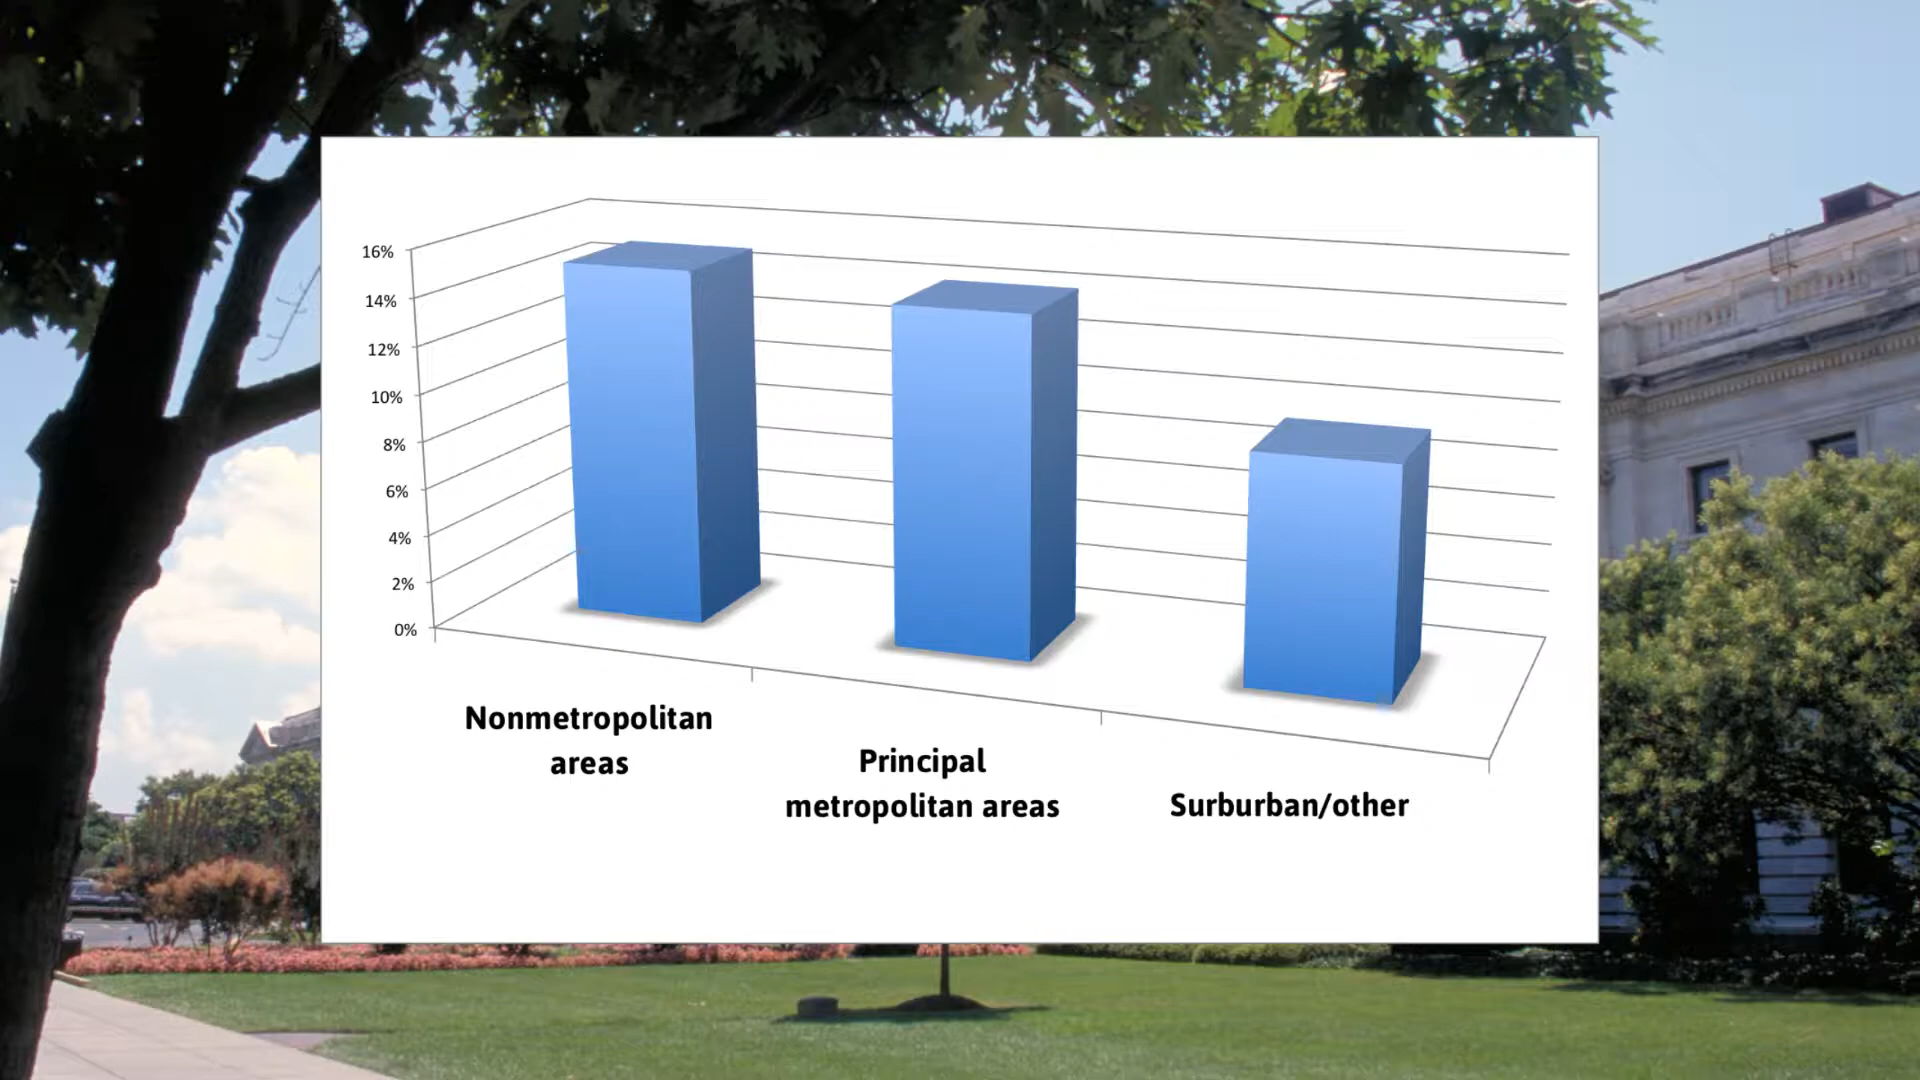 16%
14%
12%
10%
8%
6%
4%
2%
0%
Nonmetropolitan
areas
Principal
metropolitan areas
Surburban/other